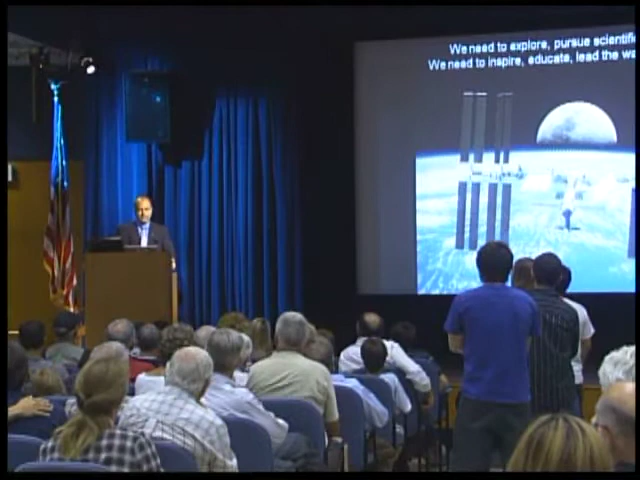 We need to explore, pursue scientific
We need to inspire, educate, lead the wa